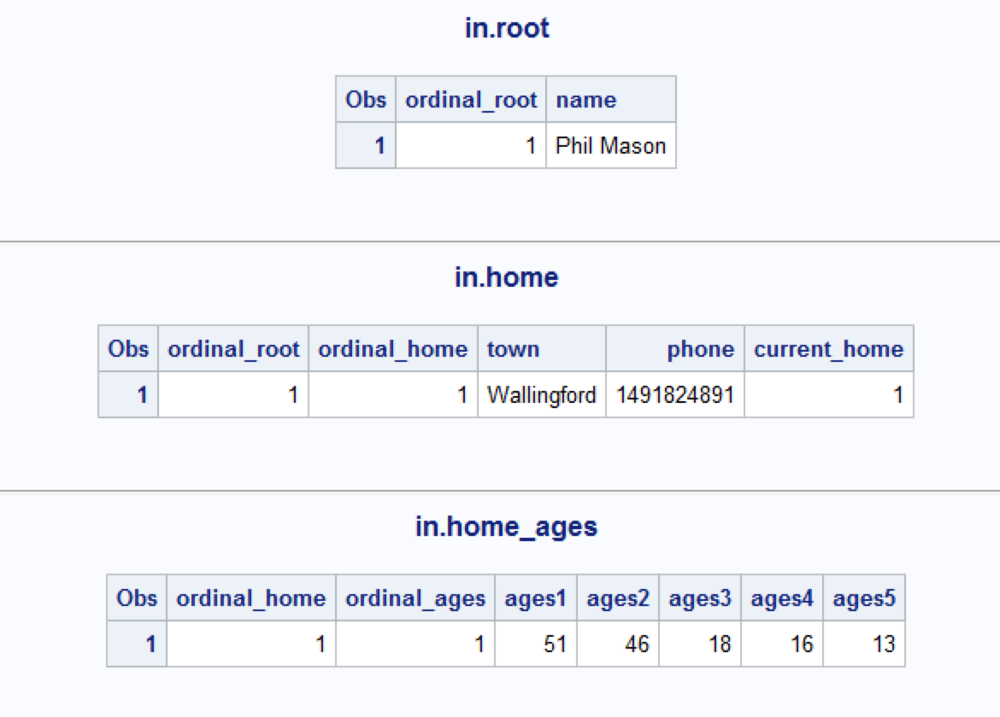 in.root
Obs ordinal_root name
1 1 Phil Mason
in.home
Obs ordinal_root ordinal_home town phone current_home
1 1 1 Wallingford 1491824891 1
in.home_ages
Obs ordinal_home ordinal_ages ages1 ages2 ages3 ages4 ages5
1 1 1 51 46 18 16 13